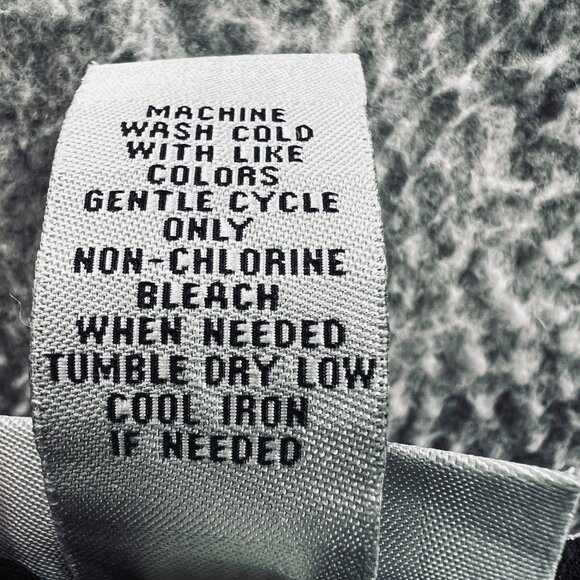 MACHINE
WASH COLD
WITH LIKE
COLORS
GENTLE CYCLE
ONLY
NON-CHLORINE
BLEACH
WHEN NEEDED
TUMBLE DRY LOW
COOL IRON
IF NEEDED